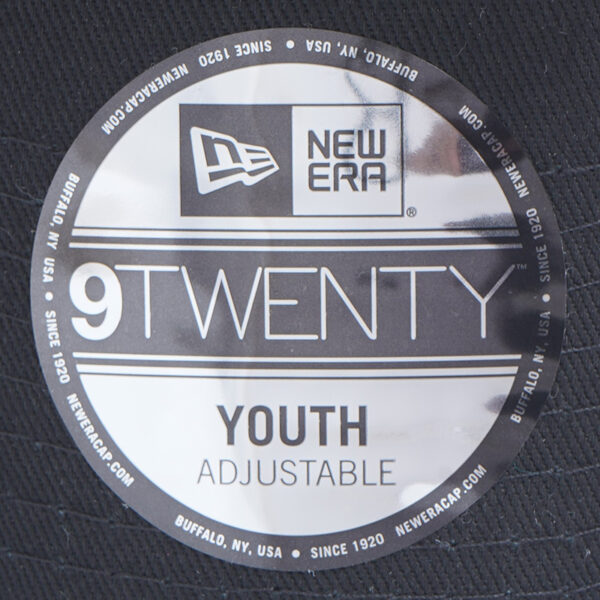 NEW
ERA
®
9TWENTY™
YOUTH
ADJUSTABLE
BUFFALO, NY, USA • SINCE 1920 NEWERACAP.COM
BUFFALO, NY, USA • SINCE 1920 NEWERACAP.COM
BUFFALO, NY USA • SINCE 1920 NEWERACAP.COM
BUFFALO, NY, USA • SINCE 1920 NEWERACAP.COM